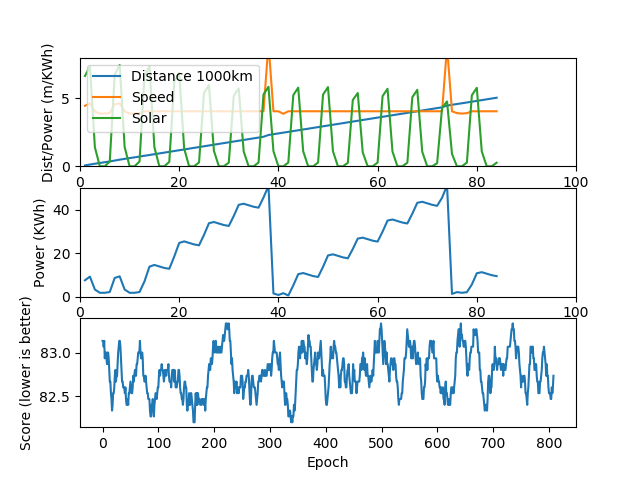 Dist/Power (m/KWh)
5
0
Distance 1000km
Speed
Solar
0 20 40 60 80 100
Power (KWh)
40
20
0
0 20 40 60 80 100
Score (lower is better)
83.0
82.5
0 100 200 300 400 500 600 700 800
Epoch